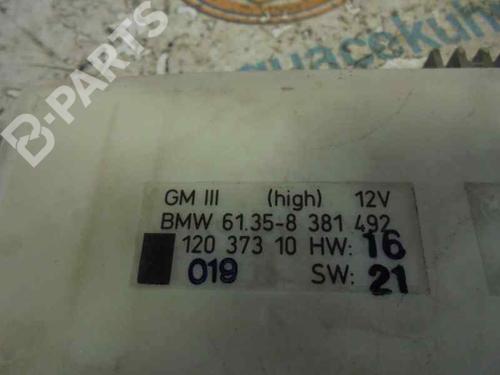 B-PARTS
GM III (high) 12V
BMW 61.35-8 381 492
120 373 10 HW: 16
019 SW: 21